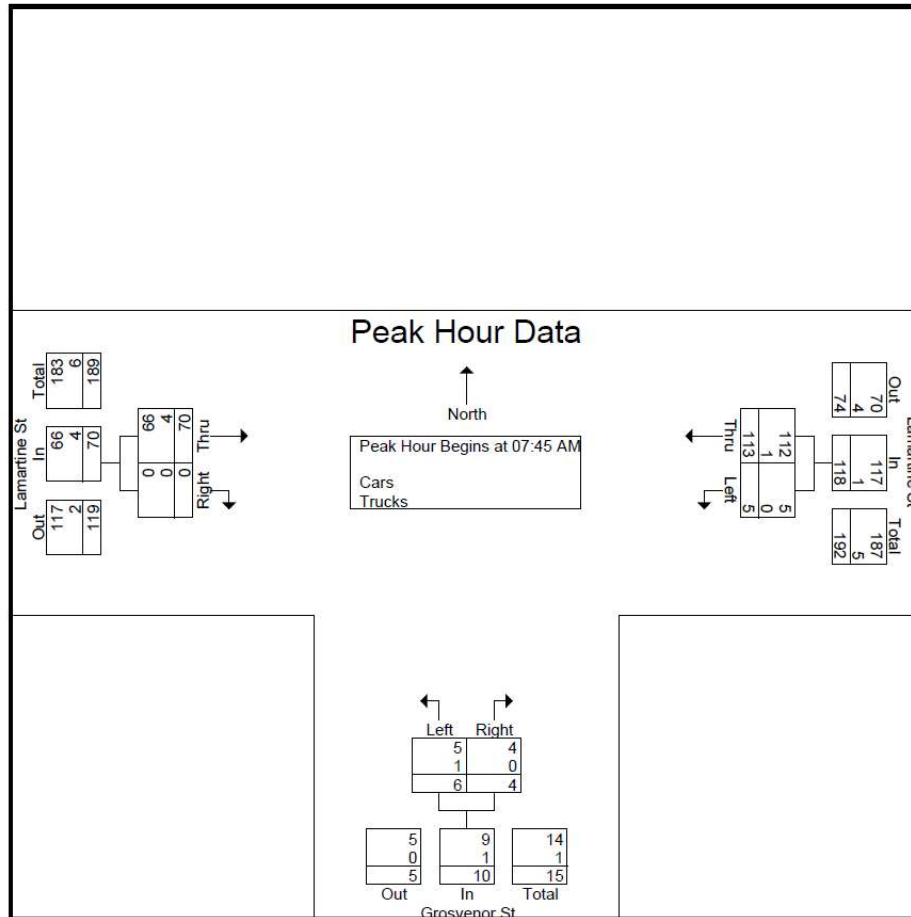 Peak Hour Data
North
Peak Hour Begins at 07:45 AM
Cars
Trucks
Lamartine St
Total
189
6
183
In
70
4
66
Out
119
2
117
Thru
70
4
66
Right
0
0
0
Lamartine St
Out
70
4
74
In
117
1
118
Total
187
5
192
Thru
112
1
113
Left
5
0
5
Left Right
5 4
1 0
6 4
5 9 14
0 1 1
5 10 15
Out In Total
Grosvenor St